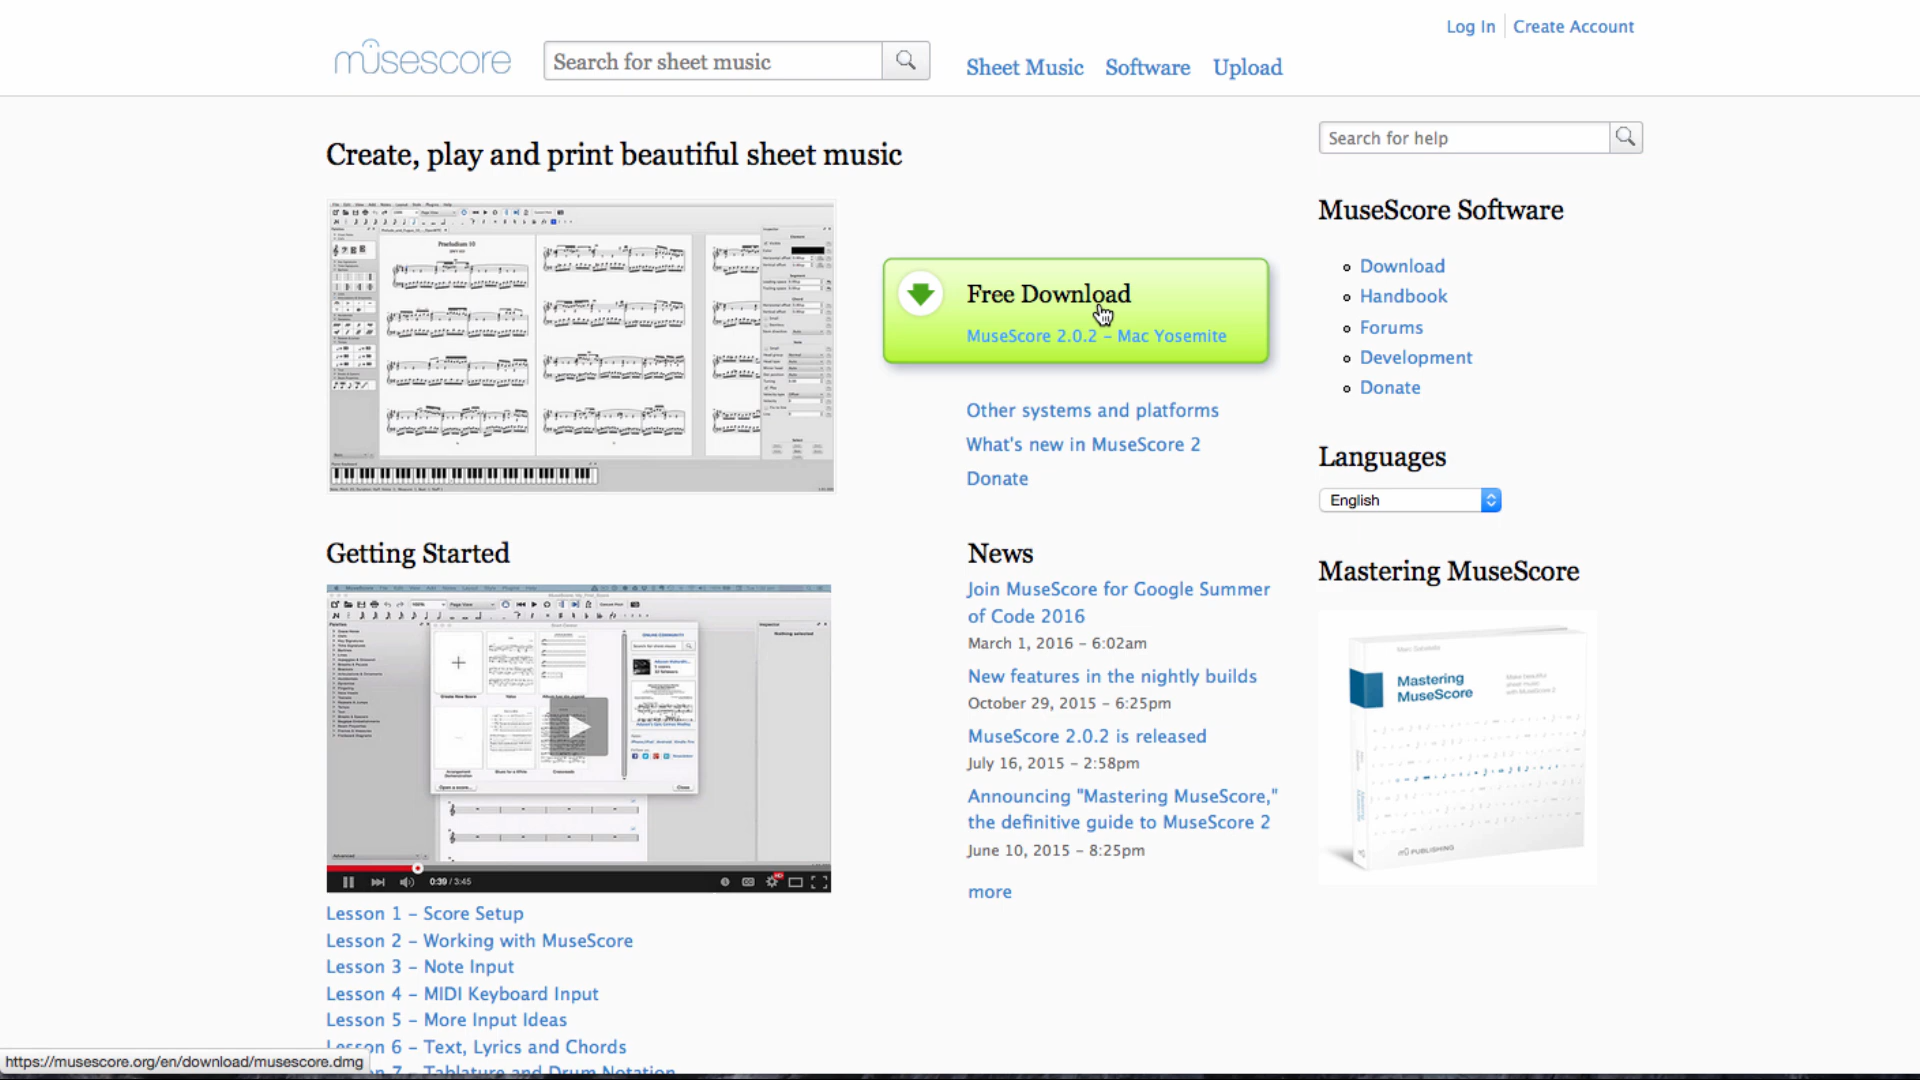 Log In
Create Account
musescore
Search for sheet music
Sheet Music
Software
Upload
Search for help
Create, play and print beautiful sheet music
Free Download
MuseScore 2.0.2 – Mac Yosemite
Other systems and platforms
What's new in MuseScore 2
Donate
MuseScore Software
Download
Handbook
Forums
Development
Donate
Languages
English
Mastering MuseScore
Mastering
MuseScore
Getting Started
0:39 / 3:45
Lesson 1 – Score Setup
Lesson 2 – Working with MuseScore
Lesson 3 – Note Input
Lesson 4 – MIDI Keyboard Input
Lesson 5 – More Input Ideas
Lesson 6 – Text, Lyrics and Chords
Tablature and Drum Notation
News
Join MuseScore for Google Summer
of Code 2016
March 1, 2016 – 6:02am
New features in the nightly builds
October 29, 2015 – 6:25pm
MuseScore 2.0.2 is released
July 16, 2015 – 2:58pm
Announcing "Mastering MuseScore,"
the definitive guide to MuseScore 2
June 10, 2015 – 8:25pm
more
https://musescore.org/en/download/musescore.dmg